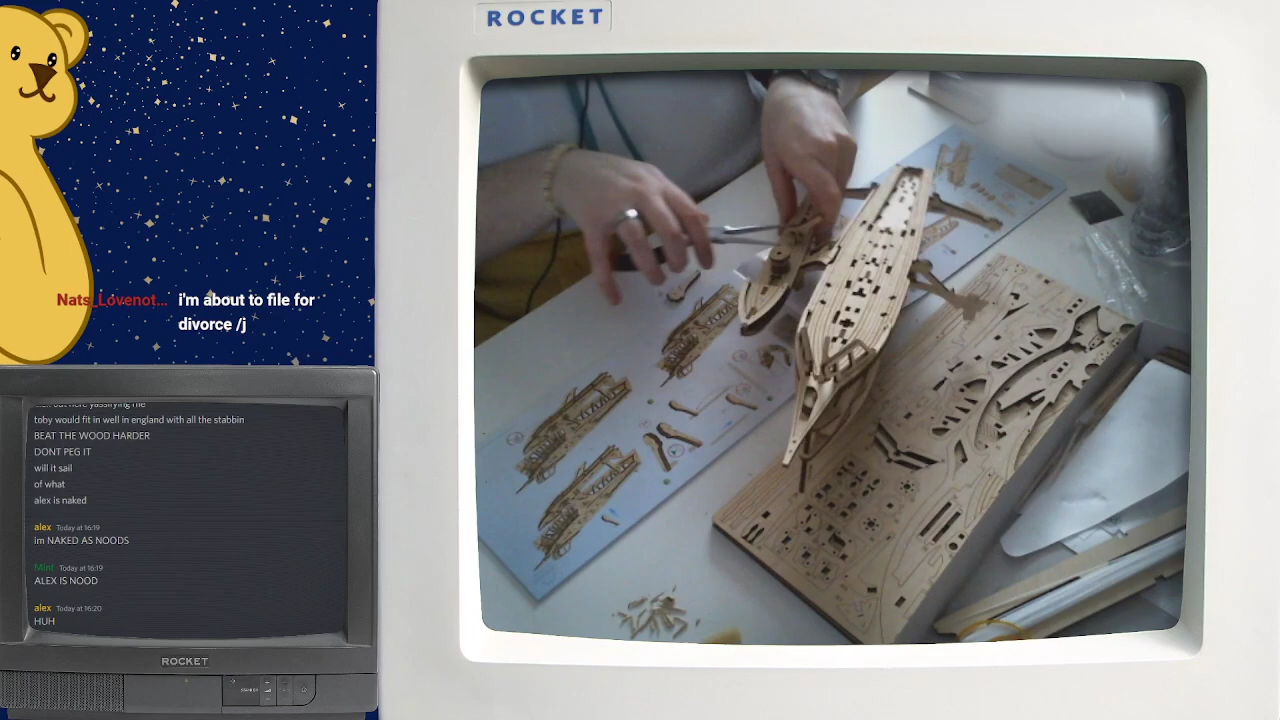 ROCKET
Nats_Lovenot... i'm about to file for
divorce /j
toby would fit in well in england with all the stabbin
BEAT THE WOOD HARDER
DONT PEG IT
will it sail
of what
alex is naked
alex Today at 16:19
im NAKED AS NOODS
Mint Today at 16:19
ALEX IS NOOD
alex Today at 16:20
HUH
ROCKET